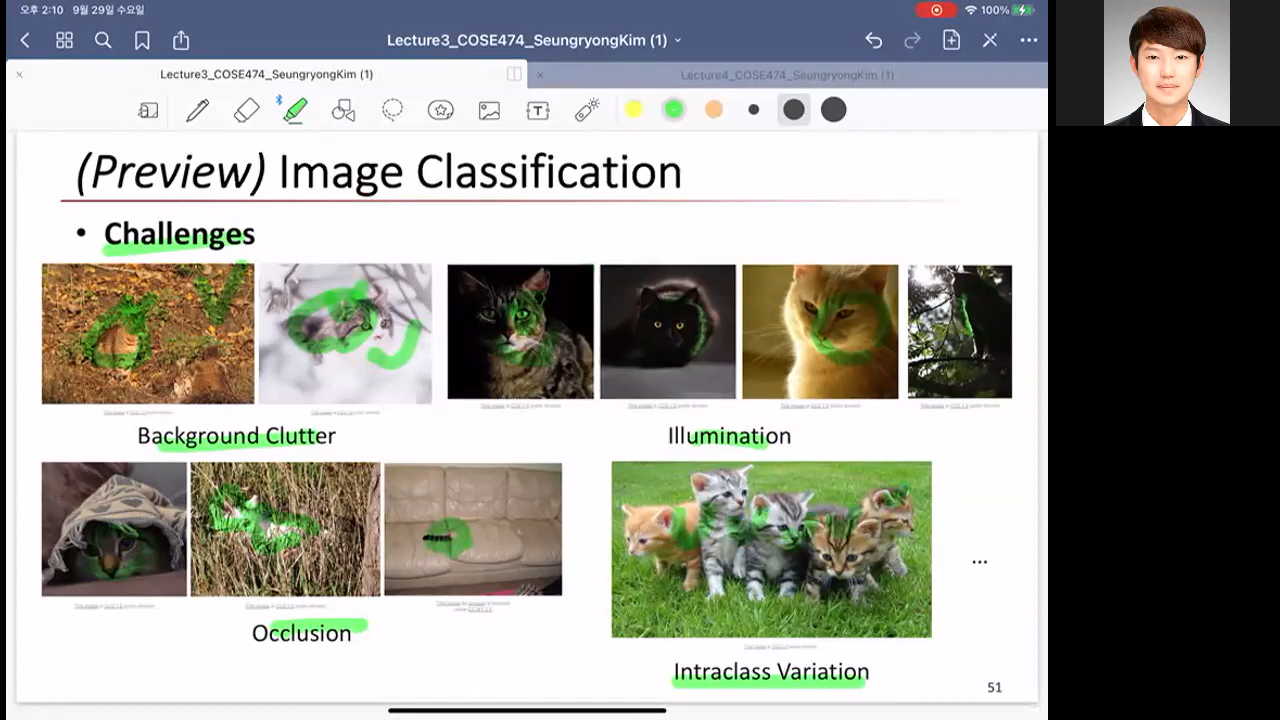 오후 2:10 9월 29일 수요일
100%
Lecture3_COSE474_SeungryongKim (1)
Lecture3_COSE474_SeungryongKim (1)
Lecture4_COSE474_SeungryongKim (1)
T
(Preview) Image Classification
• Challenges
Background Clutter
Illumination
Occlusion
...
Intraclass Variation
51